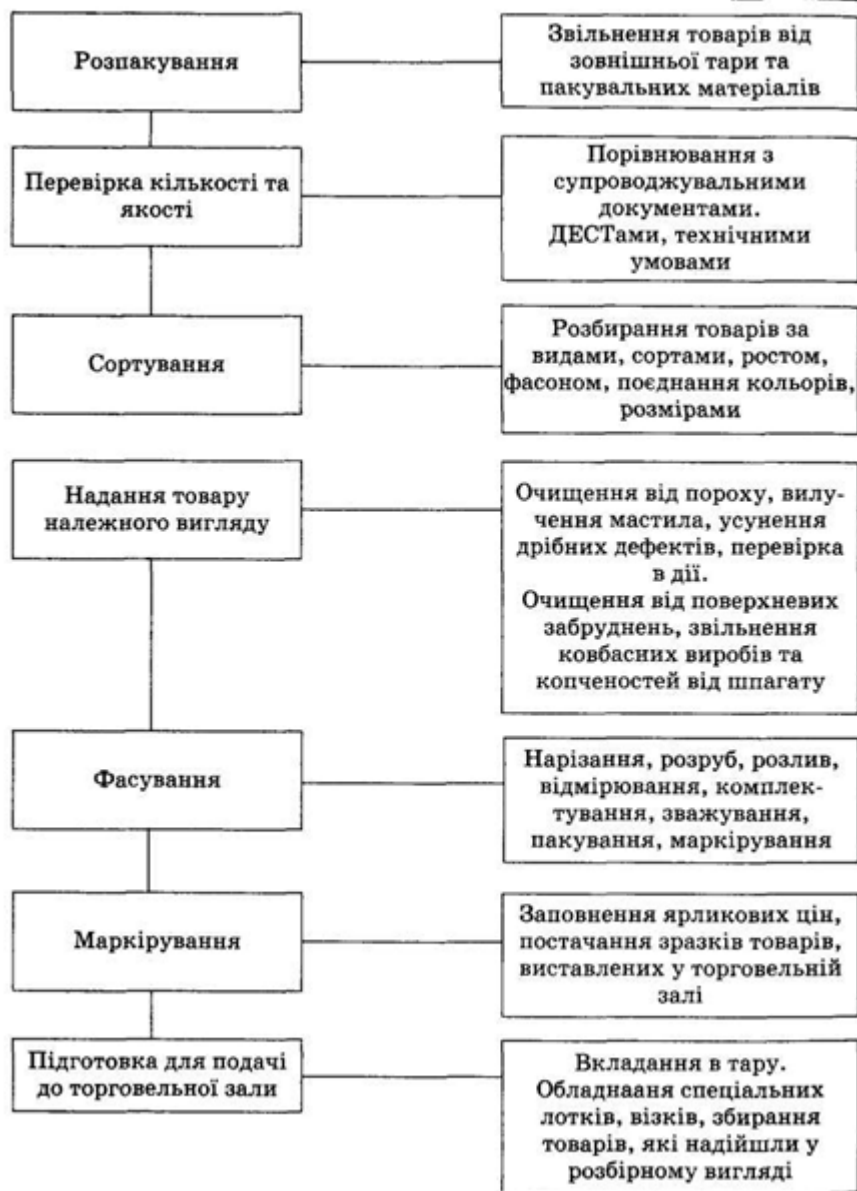 Розпакування
Звільнення товарів від
зовнішньої тари та
пакувальних матеріалів
Перевірка кількості та
якості
Порівнювання з
супроводжувальними
документами.
ДЕСТами, технічними
умовами
Сортування
Розбирання товарів за
видами, сортами, ростом,
фасоном, поєднання кольорів,
розмірами
Надання товару
належного вигляду
Очищення від пороху, вилу-
чення мастила, усунення
дрібних дефектів, перевірка
в дії.
Очищення від поверхневих
забруднень, звільнення
ковбасних виробів та
копченостей від шпагату
Фасування
Нарізання, розруб, розлив,
відмірювання, комплек-
тування, зважування,
пакування, маркірування
Маркірування
Заповнення ярликових цін,
постачання зразків товарів,
виставлених у торговельній
залі
Підготовка для подачі
до торговельної зали
Вкладання в тару.
Обладнааня спеціальних
лотків, візків, збирання
товарів, які надійшли у
розбірному вигляді